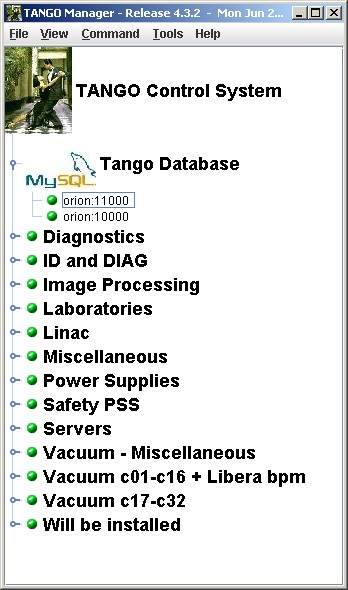 TANGO Manager - Release 4.3.2 - Mon Jun 2...
File View Command Tools Help
TANGO Control System
Tango Database
MySQL
orion:11000
orion:10000
Diagnostics
ID and DIAG
Image Processing
Laboratories
Linac
Miscellaneous
Power Supplies
Safety PSS
Servers
Vacuum - Miscellaneous
Vacuum c01-c16 + Libera bpm
Vacuum c17-c32
Will be installed